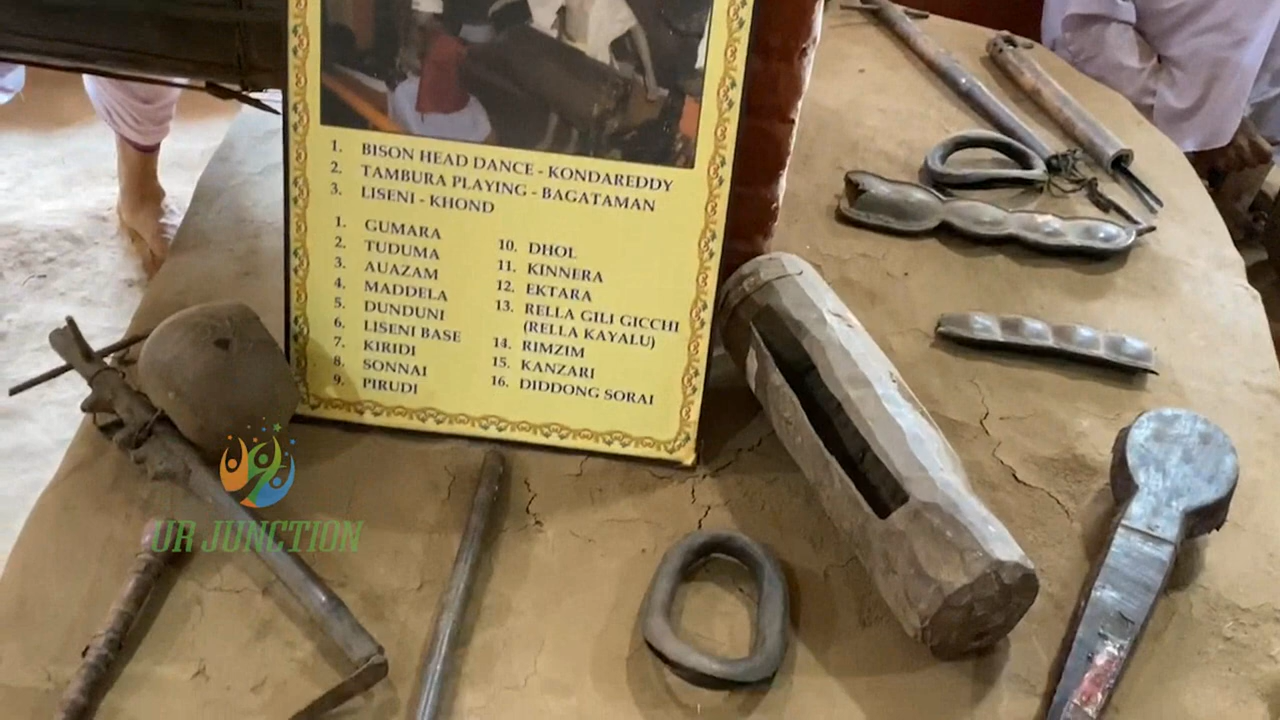 1. BISON HEAD DANCE - KONDAREDDY
2. TAMBURA PLAYING - BAGATAMAN
3. LISENI - KHOND
1. GUMARA
2. TUDUMA
3. AUAZAM
4. MADDELA
5. DUNDUNI
6. LISENI BASE
7. KIRIDI
8. SONNAI
9. PIRUDI
10. DHOL
11. KINNERA
12. EKTARA
13. RELLA GILI GICCHI
(RELLA KAYALU)
14. RIMZIM
15. KANZARI
16. DIDDONG SORAI
UR JUNCTION